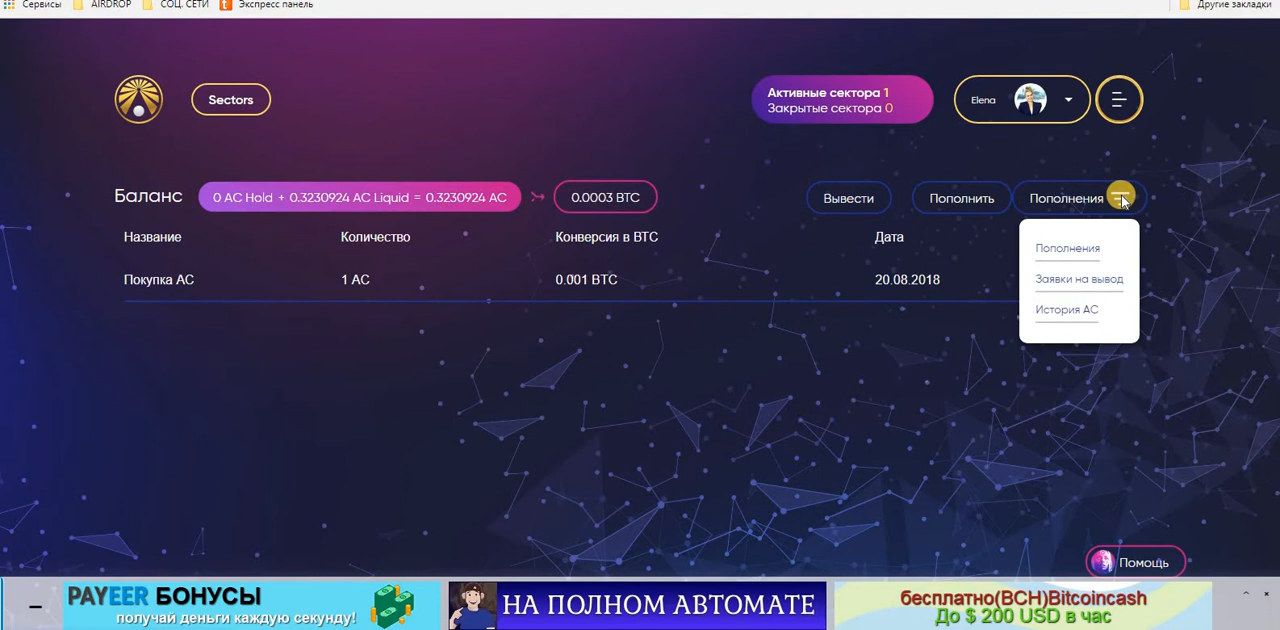 Сервисы AIRDROP СОЦ. СЕТИ t Экспресс панель Другие закладки
Sectors
Активные сектора 1
Закрытые сектора 0
Elena
Баланс 0 AC Hold + 0.3230924 AC Liquid = 0.3230924 AC 0.0003 BTC Вывести Пополнить Пополнения
Название Количество Конверсия в BTC Дата
Покупка AC 1 AC 0.001 BTC 20.08.2018
Пополнения
Заявки на вывод
История AC
Помощь
PAYEER БОНУСЫ
получай деньги каждую секунду!
НА ПОЛНОМ АВТОМАТЕ
бесплатно(BCH)Bitcoincash
До $ 200 USD в час